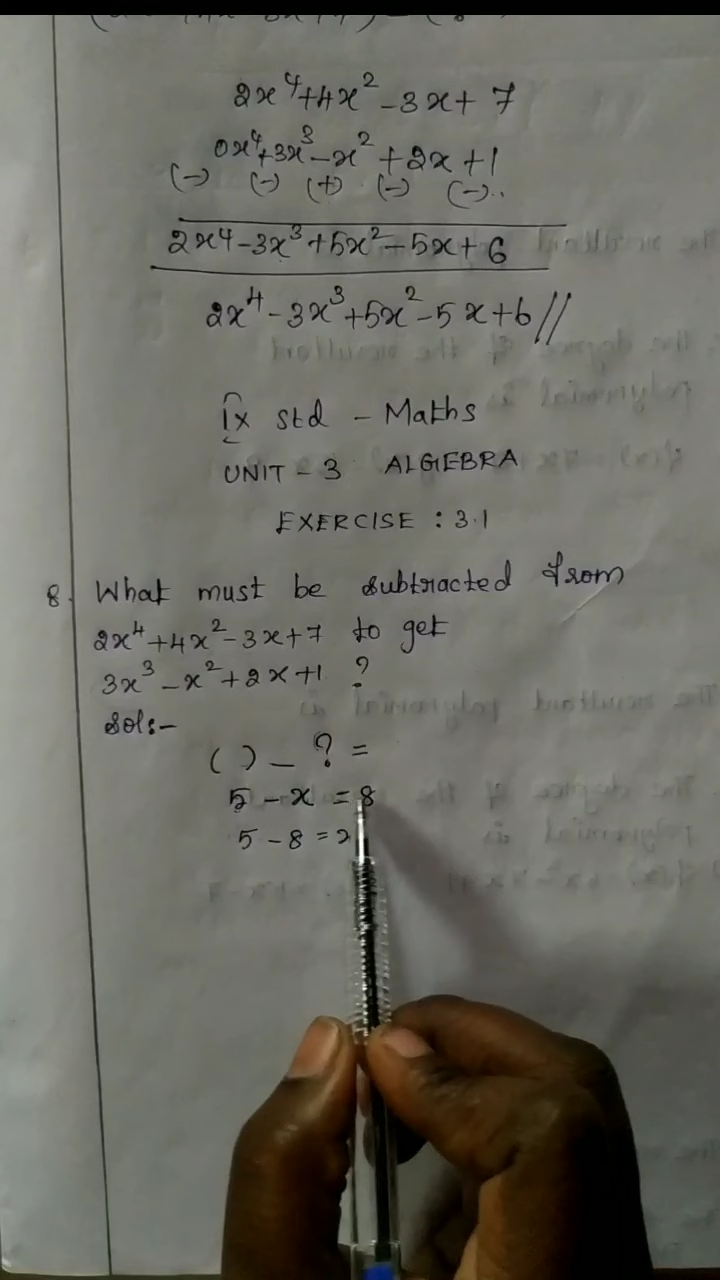 2x⁴+4x²-3x+7
0x⁴+3x³-x²+2x+1
(-) (-) (+) (-) (-)..
2x⁴-3x³+5x²-5x+6
2x⁴-3x³+5x²-5x+6//
IX std - Maths
UNIT - 3 ALGEBRA
EXERCISE : 3.1
8. What must be subtracted from
2x⁴+4x²-3x+7 to get
3x³-x²+2x+1 ?
Sol:-
( ) - ? =
5 - x = 8
5 - 8 = x